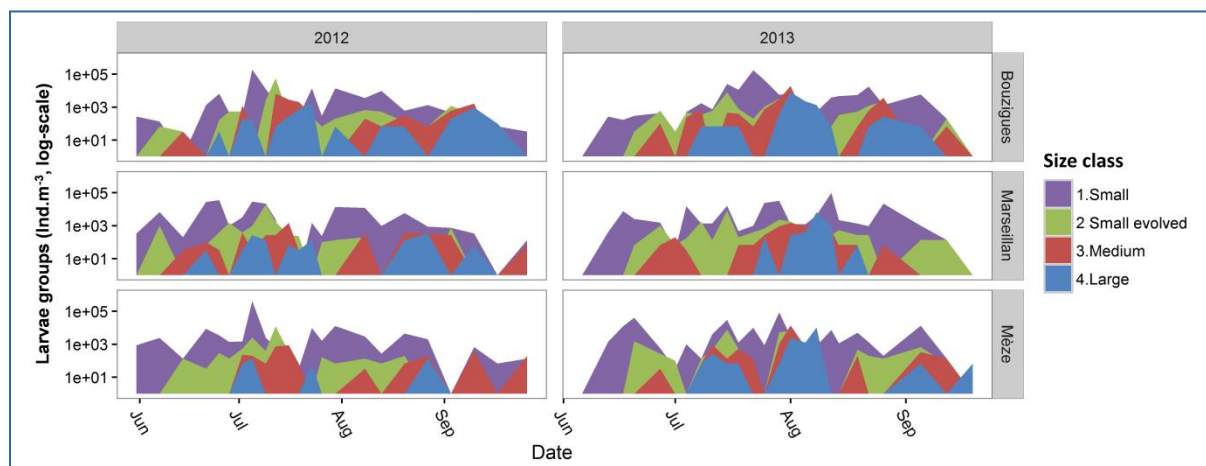 2012
2013
Larvae groups (Ind.m-3, log-scale)
1e+05
1e+03
1e+01
Bouzigues
1e+05
1e+03
1e+01
Marseillan
1e+05
1e+03
1e+01
Mèze
Jun
Jul
Aug
Sep
Jun
Jul
Aug
Sep
Date
Size class
1.Small
2 Small evolved
3.Medium
4.Large